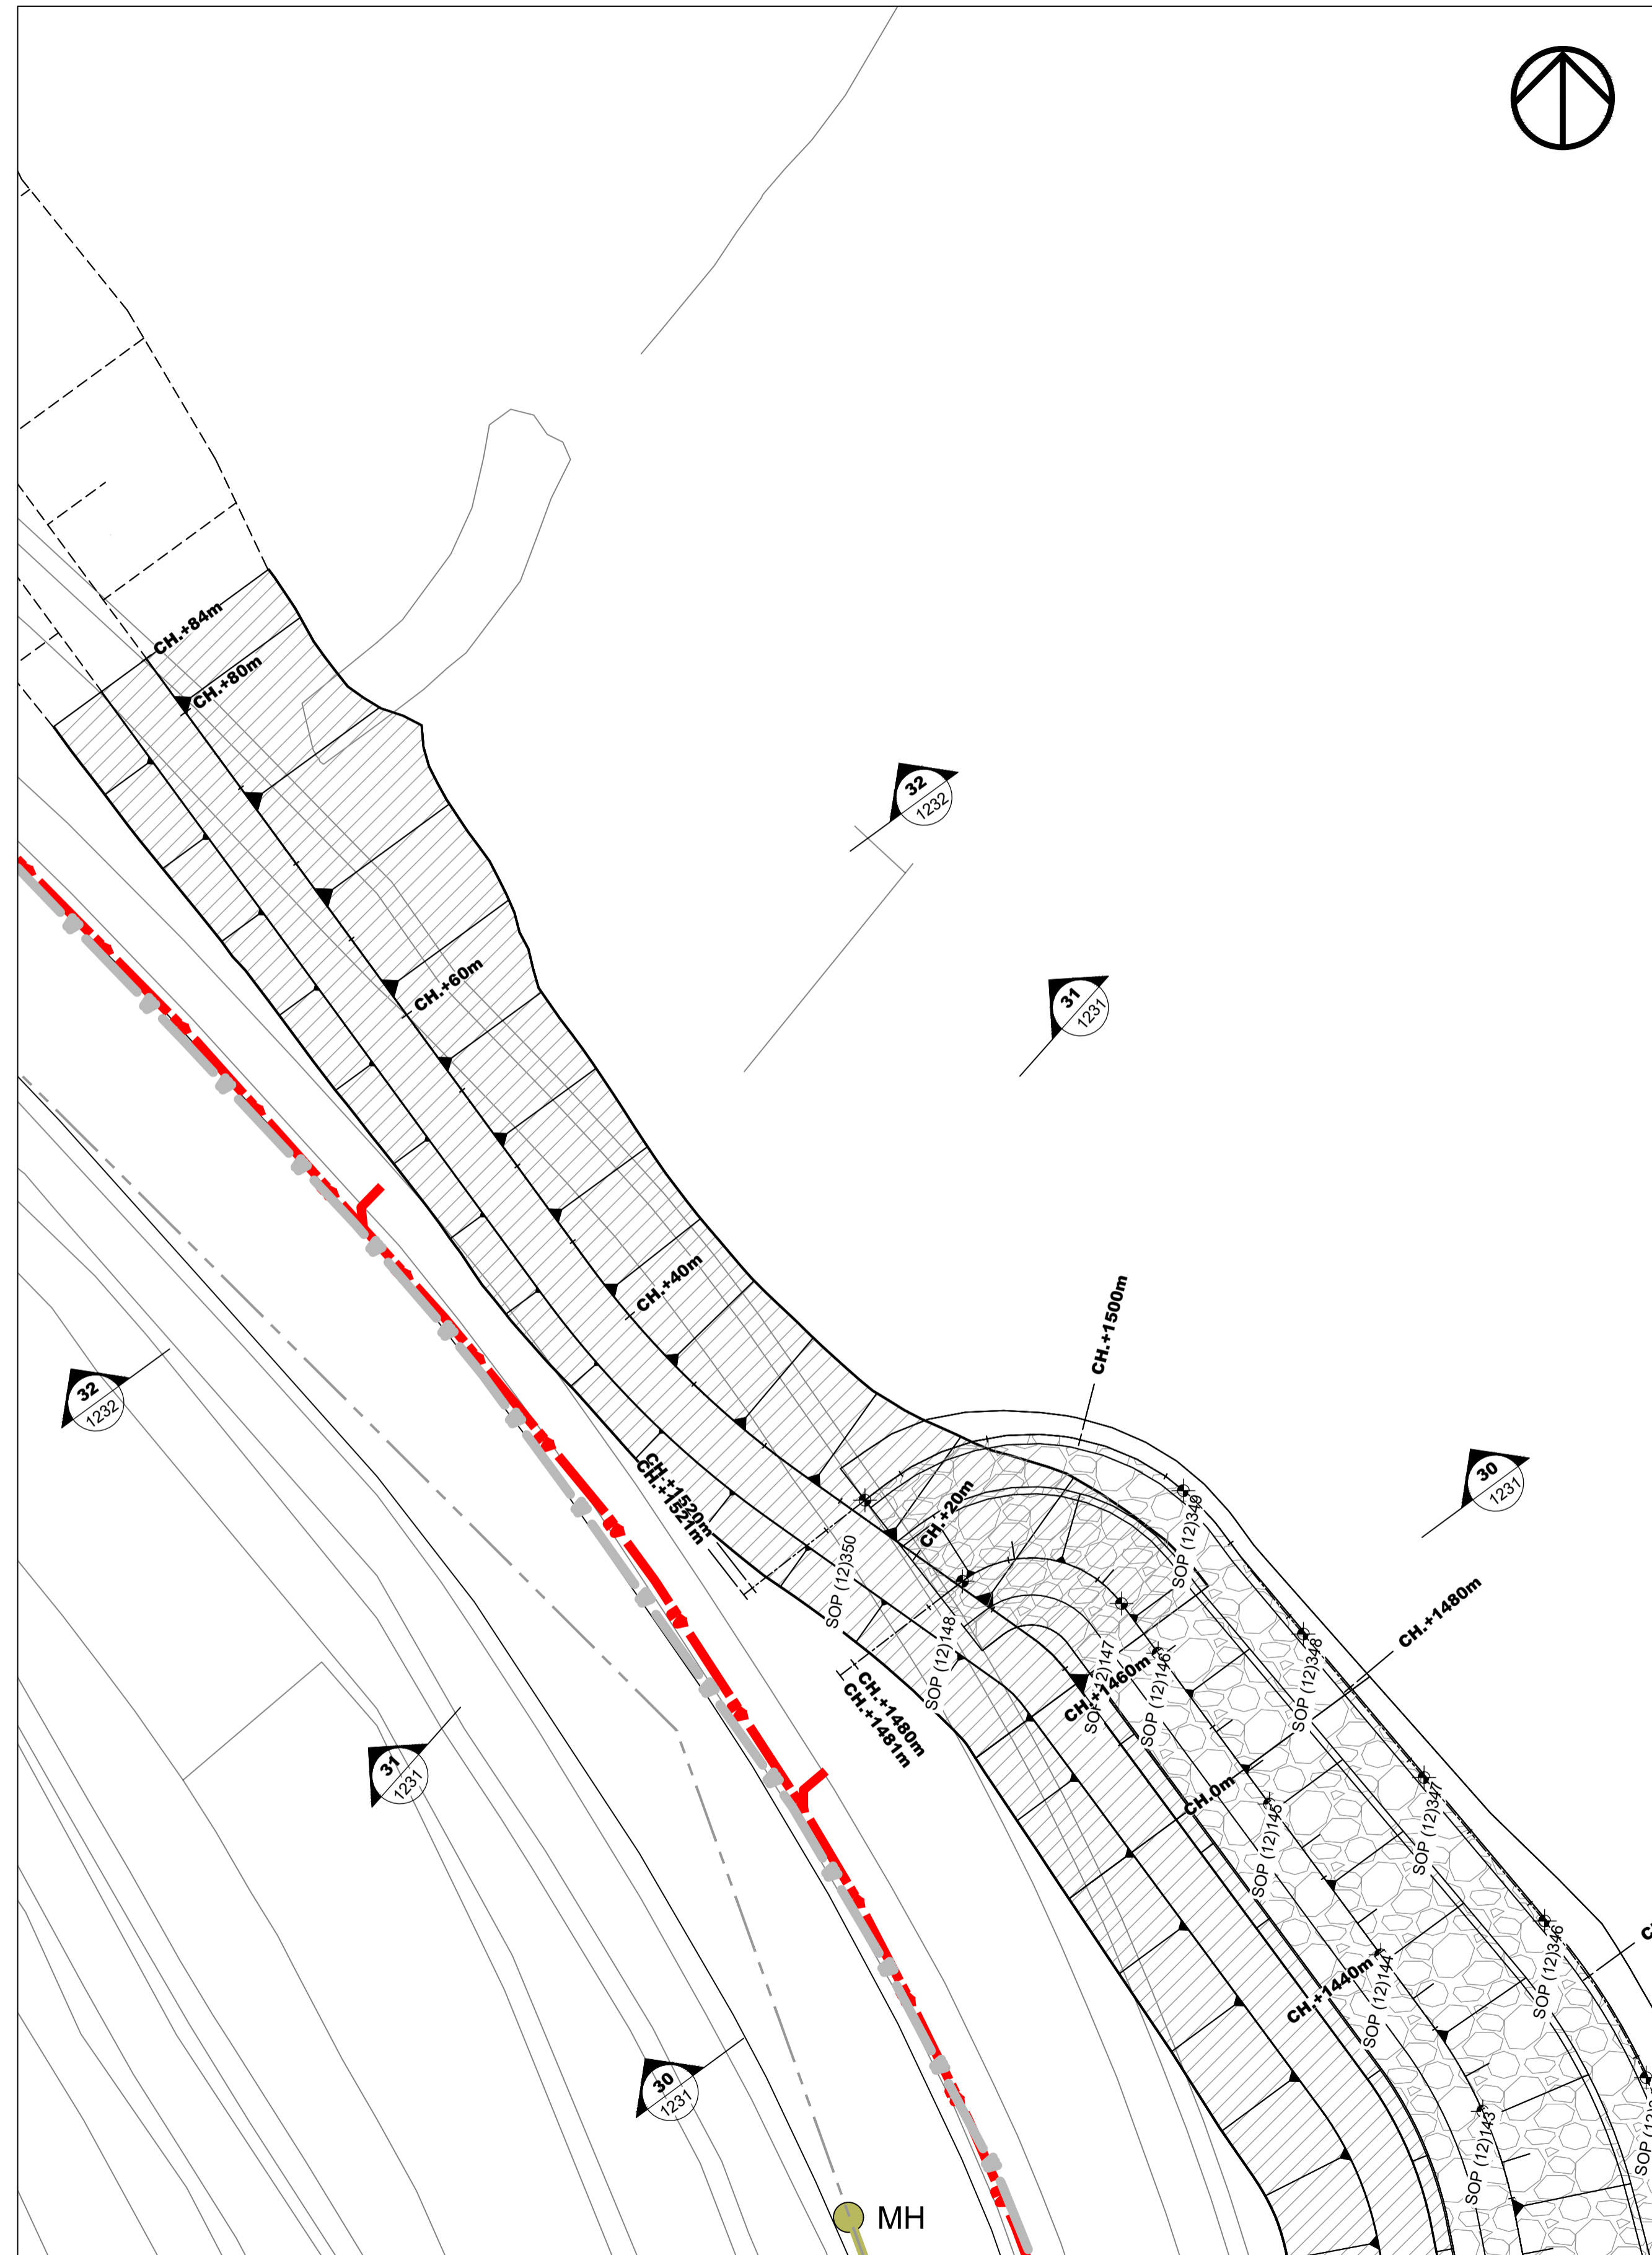 CH.+84m
CH.+80m
32
1232
CH.+60m
31
1231
CH.+40m
CH.+1500m
32
1232
CH.+1520m
CH.+1521m
CH.+20m
30
1231
SOP (12)349
SOP (12)350
CH.+1480m
SOP (12)148
SOP (12)147
SOP (12)146
SOP (12)348
CH.+1460m
CH.+1480m
CH.+1481m
31
1231
CH.0m
SOP (12)145
SOP (12)347
CH.+1440m
SOP (12)144
SOP (12)346
30
1231
SOP (12)143
MH